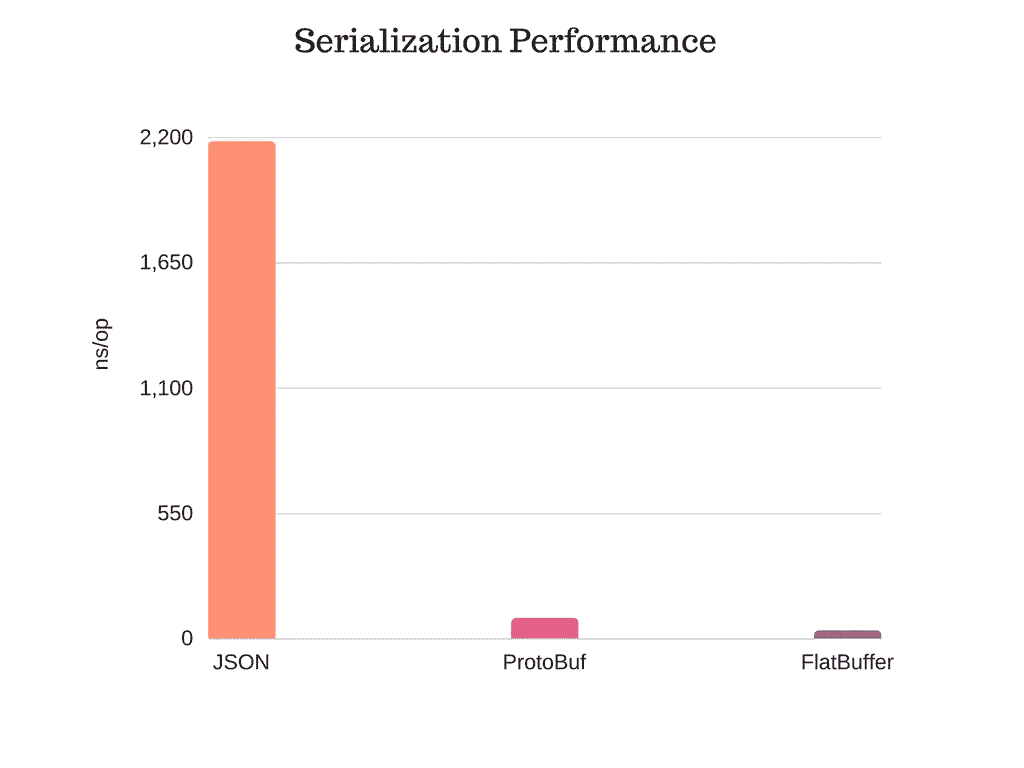 Serialization Performance
2,200
1,650
1,100
550
0
ns/op
JSON
ProtoBuf
FlatBuffer